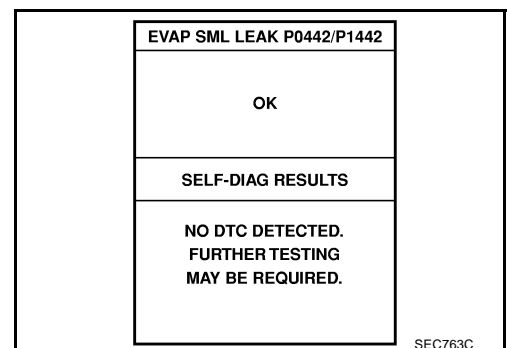 EVAP SML LEAK P0442/P1442
OK
SELF-DIAG RESULTS
NO DTC DETECTED.
FURTHER TESTING
MAY BE REQUIRED.
SEC763C